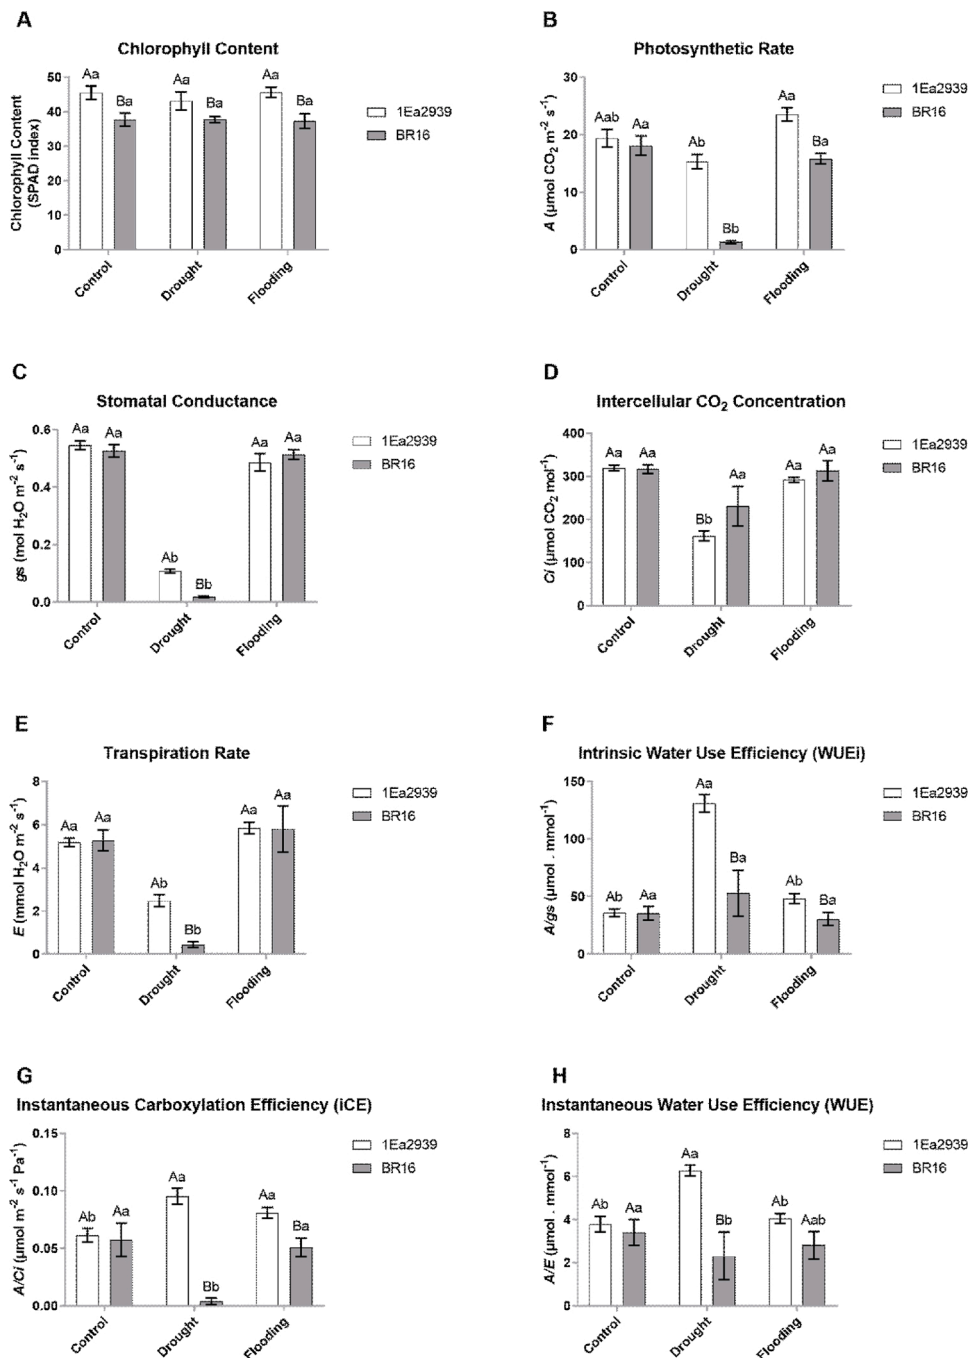 A
Chlorophyll Content
Chlorophyll Content
(SPAD index)
50
40
30
20
10
0
Aa
Ba
Aa
Ba
Aa
Ba
Control
Drought
Flooding
1Ea2939
BR16
B
Photosynthetic Rate
A (µmol CO₂ m⁻² s⁻¹)
30
20
10
0
Aab
Aa
Ab
Bb
Aa
Ba
Control
Drought
Flooding
1Ea2939
BR16
C
Stomatal Conductance
gs (mol H₂O m⁻² s⁻¹)
0.6
0.4
0.2
0.0
Aa
Aa
Ab
Bb
Aa
Aa
Control
Drought
Flooding
1Ea2939
BR16
D
Intercellular CO₂ Concentration
Ci (µmol CO₂ mol⁻¹)
400
300
200
100
0
Aa
Aa
Bb
Aa
Aa
Aa
Control
Drought
Flooding
1Ea2939
BR16
E
Transpiration Rate
E (mmol H₂O m⁻² s⁻¹)
8
6
4
2
0
Aa
Aa
Ab
Bb
Aa
Aa
Control
Drought
Flooding
1Ea2939
BR16
F
Intrinsic Water Use Efficiency (WUEi)
A/gs (µmol . mmol⁻¹)
150
100
50
0
Ab
Aa
Aa
Ba
Ab
Ba
Control
Drought
Flooding
1Ea2939
BR16
G
Instantaneous Carboxylation Efficiency (iCE)
A/Ci (µmol m⁻² s⁻¹ Pa⁻¹)
0.15
0.10
0.05
0.00
Ab
Aa
Aa
Bb
Aa
Ba
Control
Drought
Flooding
1Ea2939
BR16
H
Instantaneous Water Use Efficiency (WUE)
A/E (µmol . mmol⁻¹)
8
6
4
2
0
Ab
Aa
Aa
Bb
Ab
Aab
Control
Drought
Flooding
1Ea2939
BR16